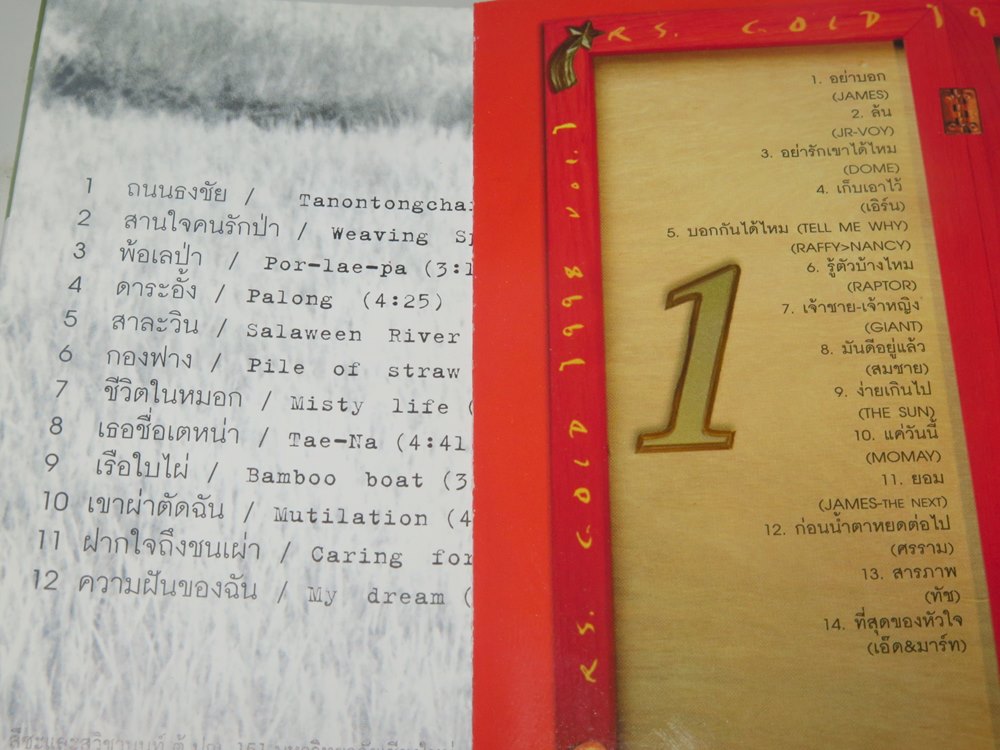 1 ถนนธงชัย / Tanontongchai
2 สานใจคนรักป่า / Weaving
3 พ้อเลป่า / Por-lae-pa (3:1
4 ดาระอั้ง / Palong (4:25)
5 สาละวิน / Salaween River
6 กองฟาง / Pile of straw
7 ชีวิตในหมอก / Misty life (
8 เธอชื่อเตหน่า / Tae-Na (4:41
9 เรือใบไผ่ / Bamboo boat (3
10 เขาผ่าตัดฉัน / Mutilation (4
11 ฝากใจถึงชนเผ่า / Caring for
12 ความฝันของฉัน / My dream (
RS. GOLD 19
RS. GOLD 1998 vol.1
1
1. อย่าบอก
(JAMES)
2. ล้น
(JR-VOY)
3. อย่ารักเขาได้ไหม
(DOME)
4. เก็บเอาไว้
(เอิร์น)
5. บอกกันได้ไหม (TELL ME WHY)
(RAFFY>NANCY)
6. รู้ตัวบ้างไหม
(RAPTOR)
7. เจ้าชาย-เจ้าหญิง
(GIANT)
8. มันดีอยู่แล้ว
(สมชาย)
9. ง่ายเกินไป
(THE SUN)
10. แค่วันนี้
(MOMAY)
11. ยอม
(JAMES-THE NEXT)
12. ก่อนน้ำตาหยดต่อไป
(ศรราม)
13. สารภาพ
(ทัช)
14. ที่สุดของหัวใจ
(เอ็ด&มาร์ท)